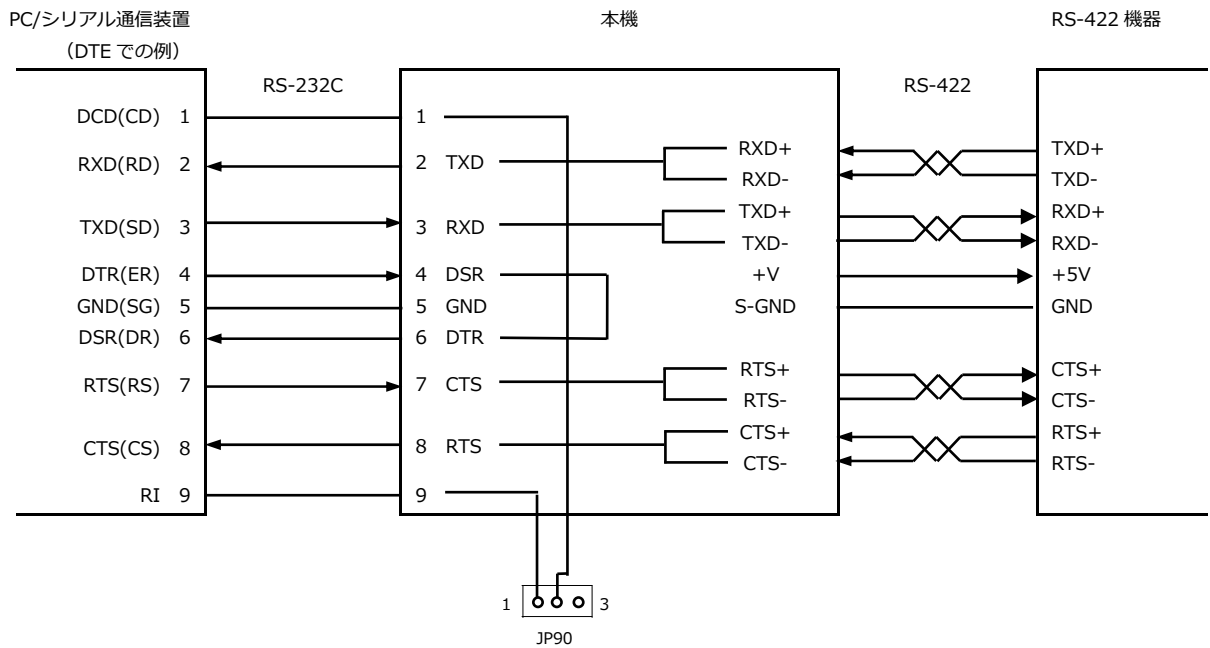 PC/シリアル通信装置 本機 RS-422 機器
(DTE での例)
RS-232C RS-422
DCD(CD) 1 1
RXD(RD) 2 2 TXD RXD+ TXD+
RXD- TXD-
TXD(SD) 3 3 RXD TXD+ RXD+
TXD- RXD-
DTR(ER) 4 4 DSR +V +5V
GND(SG) 5 5 GND S-GND GND
DSR(DR) 6 6 DTR
RTS(RS) 7 7 CTS RTS+ CTS+
RTS- CTS-
CTS(CS) 8 8 RTS CTS+ RTS+
CTS- RTS-
RI 9 9
1 3
JP90